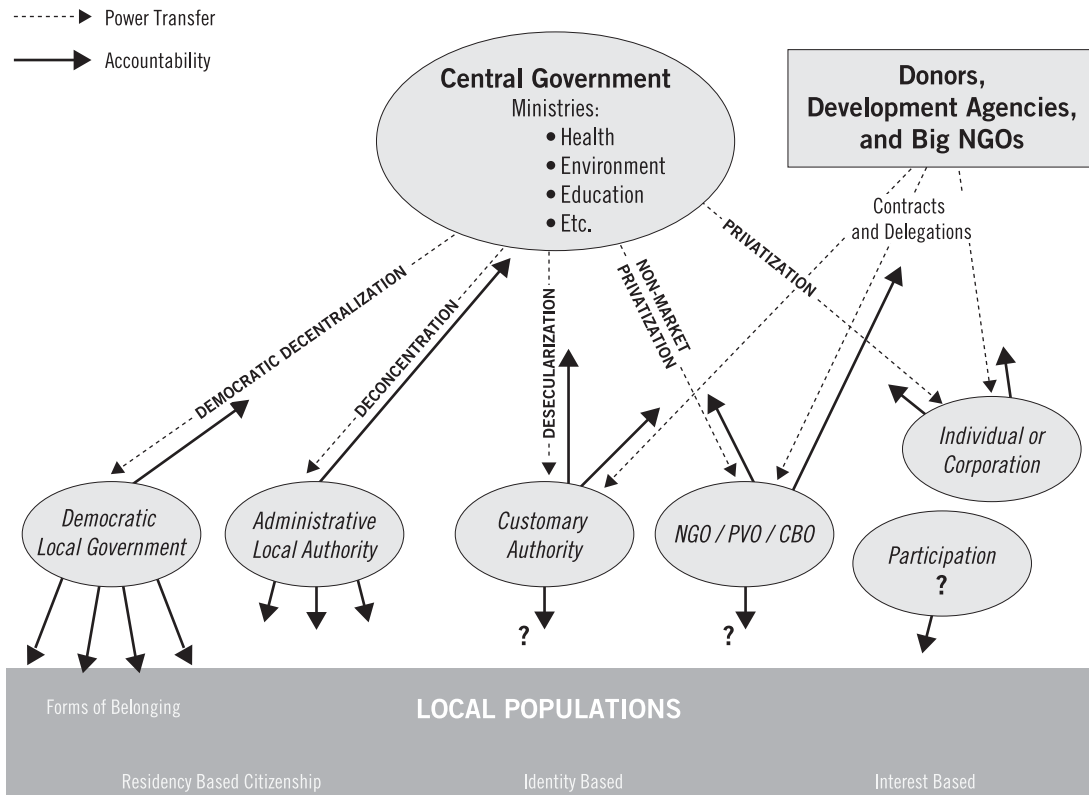 Power Transfer
Accountability
Central Government
Ministries:
• Health
• Environment
• Education
• Etc.
Donors,
Development Agencies,
and Big NGOs
Contracts
and Delegations
DEMOCRATIC DECENTRALIZATION
DECONCENTRATION
DESECULARIZATION
NON-MARKET
PRIVATIZATION
PRIVATIZATION
Democratic
Local Government
Administrative
Local Authority
Customary
Authority
NGO / PVO / CBO
Individual or
Corporation
Participation
?
?
?
Forms of Belonging
LOCAL POPULATIONS
Residency Based Citizenship
Identity Based
Interest Based